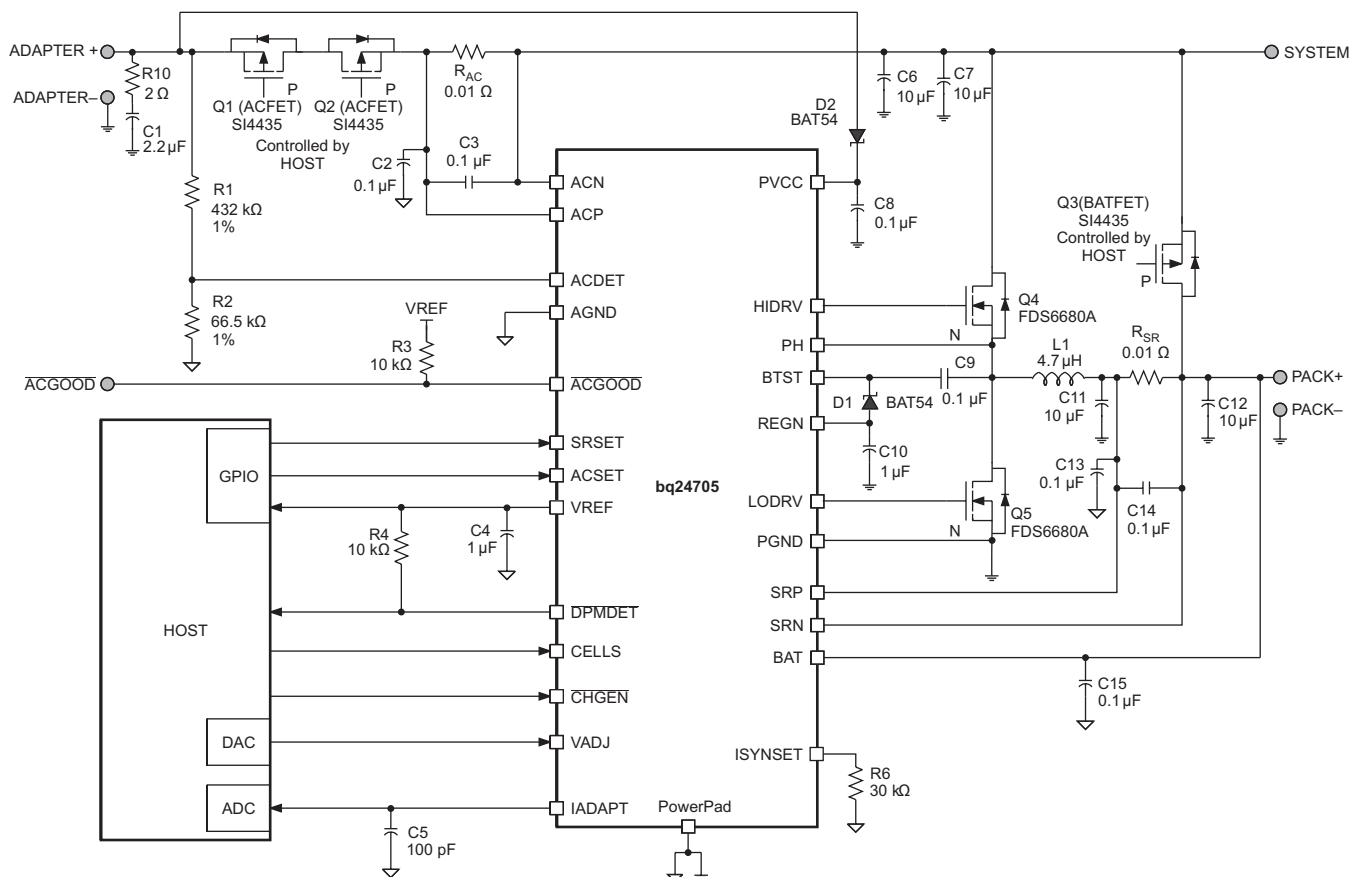 ADAPTER +
ADAPTER–
R10
2 Ω
C1
2.2 µF
P
Q1 (ACFET)
SI4435
P
Q2 (ACFET)
SI4435
Controlled by
HOST
RAC
0.01 Ω
C2
0.1 µF
C3
0.1 µF
R1
432 kΩ
1%
R2
66.5 kΩ
1%
VREF
R3
10 kΩ
ACGOOD
HOST
GPIO
DAC
ADC
R4
10 kΩ
C4
1 µF
C5
100 pF
ACN
ACP
ACDET
AGND
ACGOOD
SRSET
ACSET
VREF
DPMDET
CELLS
CHGEN
VADJ
IADAPT
bq24705
PowerPad
PVCC
HIDRV
PH
BTST
REGN
LODRV
PGND
SRP
SRN
BAT
ISYNSET
D2
BAT54
C8
0.1 µF
C6
10 µF
C7
10 µF
SYSTEM
Q3(BATFET)
SI4435
Controlled by
HOST
P
N
Q4
FDS6680A
C9
0.1 µF
D1
BAT54
C10
1 µF
L1
4.7 µH
RSR
0.01 Ω
C11
10 µF
C12
10 µF
PACK+
PACK–
C13
0.1 µF
C14
0.1 µF
N
Q5
FDS6680A
C15
0.1 µF
R6
30 kΩ